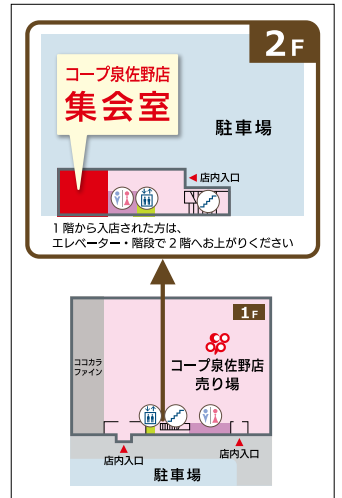 2F
コープ泉佐野店
集会室
駐車場
店内入口
1階から入店された方は、
エレベーター・階段で2階へお上がりください
1F
ココカラ
ファイン
コープ泉佐野店
売り場
店内入口
店内入口
駐車場